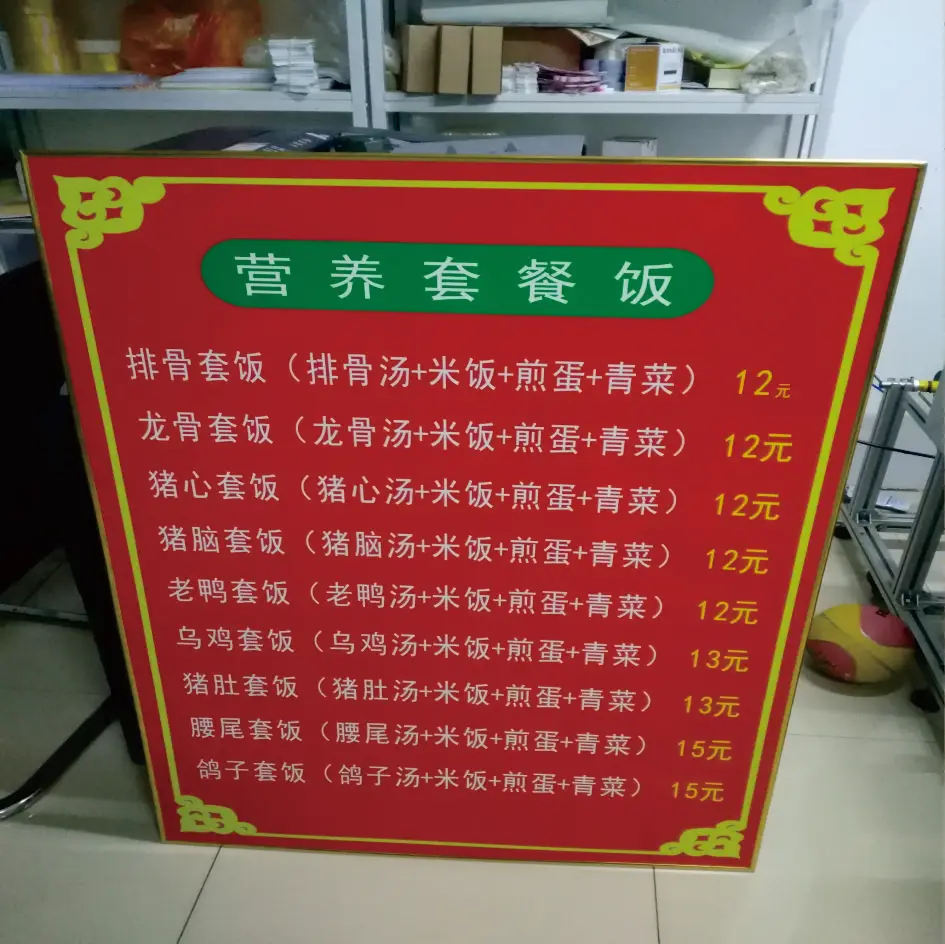 营养套餐饭
排骨套饭（排骨汤+米饭+煎蛋+青菜） 12元
龙骨套饭（龙骨汤+米饭+煎蛋+青菜） 12元
猪心套饭（猪心汤+米饭+煎蛋+青菜） 12元
猪脑套饭（猪脑汤+米饭+煎蛋+青菜） 12元
老鸭套饭（老鸭汤+米饭+煎蛋+青菜） 12元
乌鸡套饭（乌鸡汤+米饭+煎蛋+青菜） 13元
猪肚套饭（猪肚汤+米饭+煎蛋+青菜） 13元
腰尾套饭（腰尾汤+米饭+煎蛋+青菜） 15元
鸽子套饭（鸽子汤+米饭+煎蛋+青菜） 15元